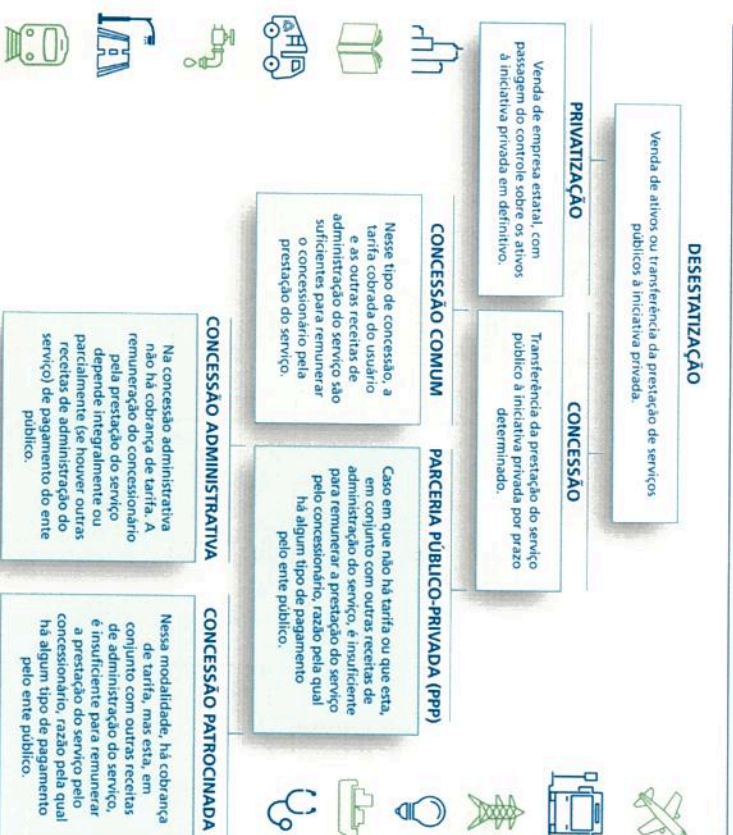 DESESTATIZAÇÃO
Venda de ativos ou transferência da prestação de serviços
públicos à iniciativa privada.
PRIVATIZAÇÃO
Venda de empresa estatal, com
passagem do controle sobre os ativos
à iniciativa privada em definitivo.
CONCESSÃO
Transferência da prestação do serviço
público à iniciativa privada por prazo
determinado.
CONCESSÃO COMUM
Nesse tipo de concessão, a
tarifa cobrada do usuário
e as outras receitas de
administração do serviço são
suficientes para remunerar
o concessionário pela
prestação do serviço.
PARCERIA PÚBLICO-PRIVADA (PPP)
Caso em que não há tarifa ou que esta,
em conjunto com outras receitas de
administração do serviço, é insuficiente
para remunerar a prestação do serviço
pelo concessionário, razão pela qual
há algum tipo de pagamento
pelo ente público.
CONCESSÃO ADMINISTRATIVA
Na concessão administrativa
não há cobrança de tarifa. A
remuneração do concessionário
pela prestação do serviço
depende integralmente ou
parcialmente (se houver outras
receitas de administração do
serviço) de pagamento do ente
público.
CONCESSÃO PATROCINADA
Nessa modalidade, há cobrança
de tarifa, mas esta, em
conjunto com outras receitas
de administração do serviço,
é insuficiente para remunerar
a prestação do serviço pelo
concessionário, razão pela qual
há algum tipo de pagamento
pelo ente público.